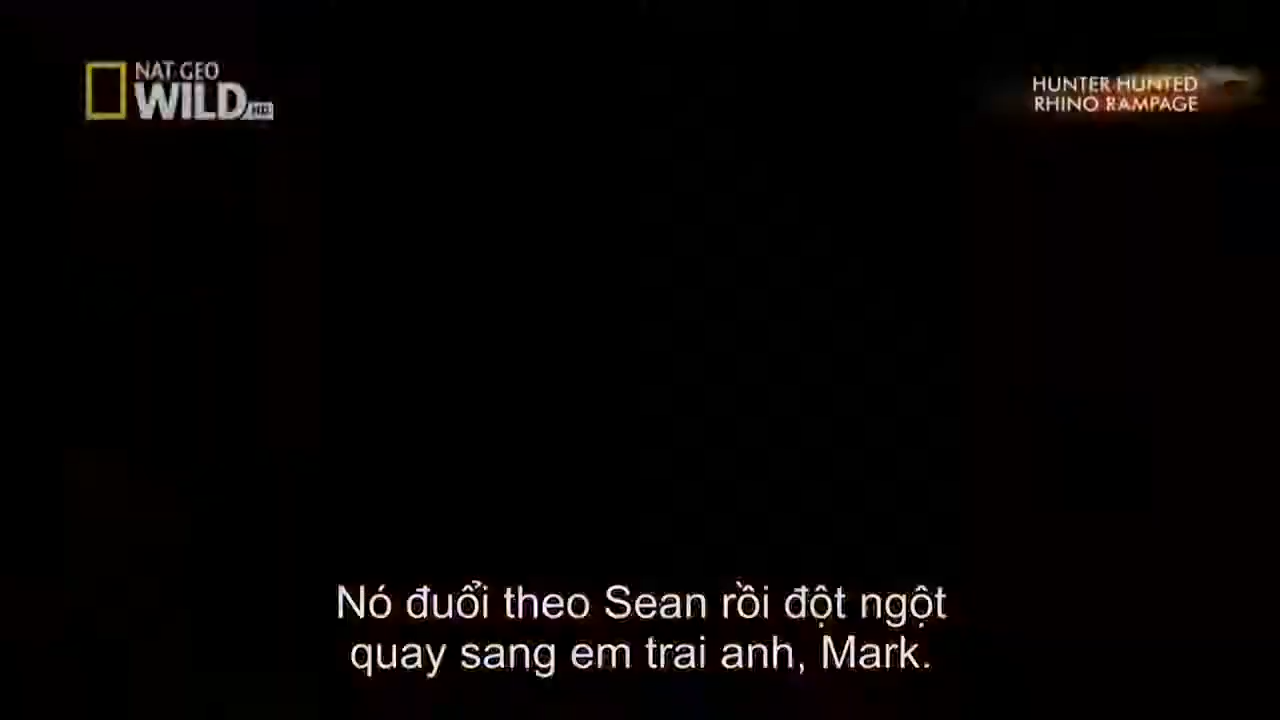 NAT GEO
WILD HD
HUNTER HUNTED
RHINO RAMPAGE
Nó đuổi theo Sean rồi đột ngột
quay sang em trai anh, Mark.